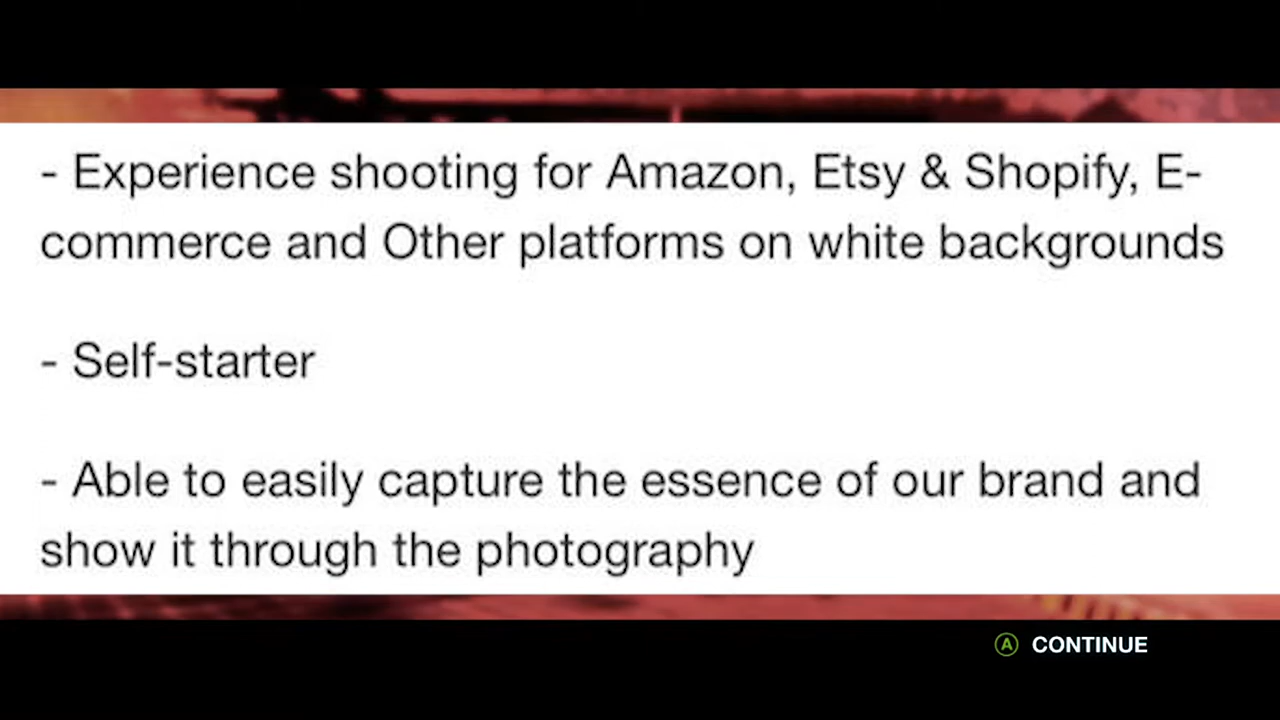 - Experience shooting for Amazon, Etsy & Shopify, E-
commerce and Other platforms on white backgrounds
- Self-starter
- Able to easily capture the essence of our brand and
show it through the photography
A CONTINUE